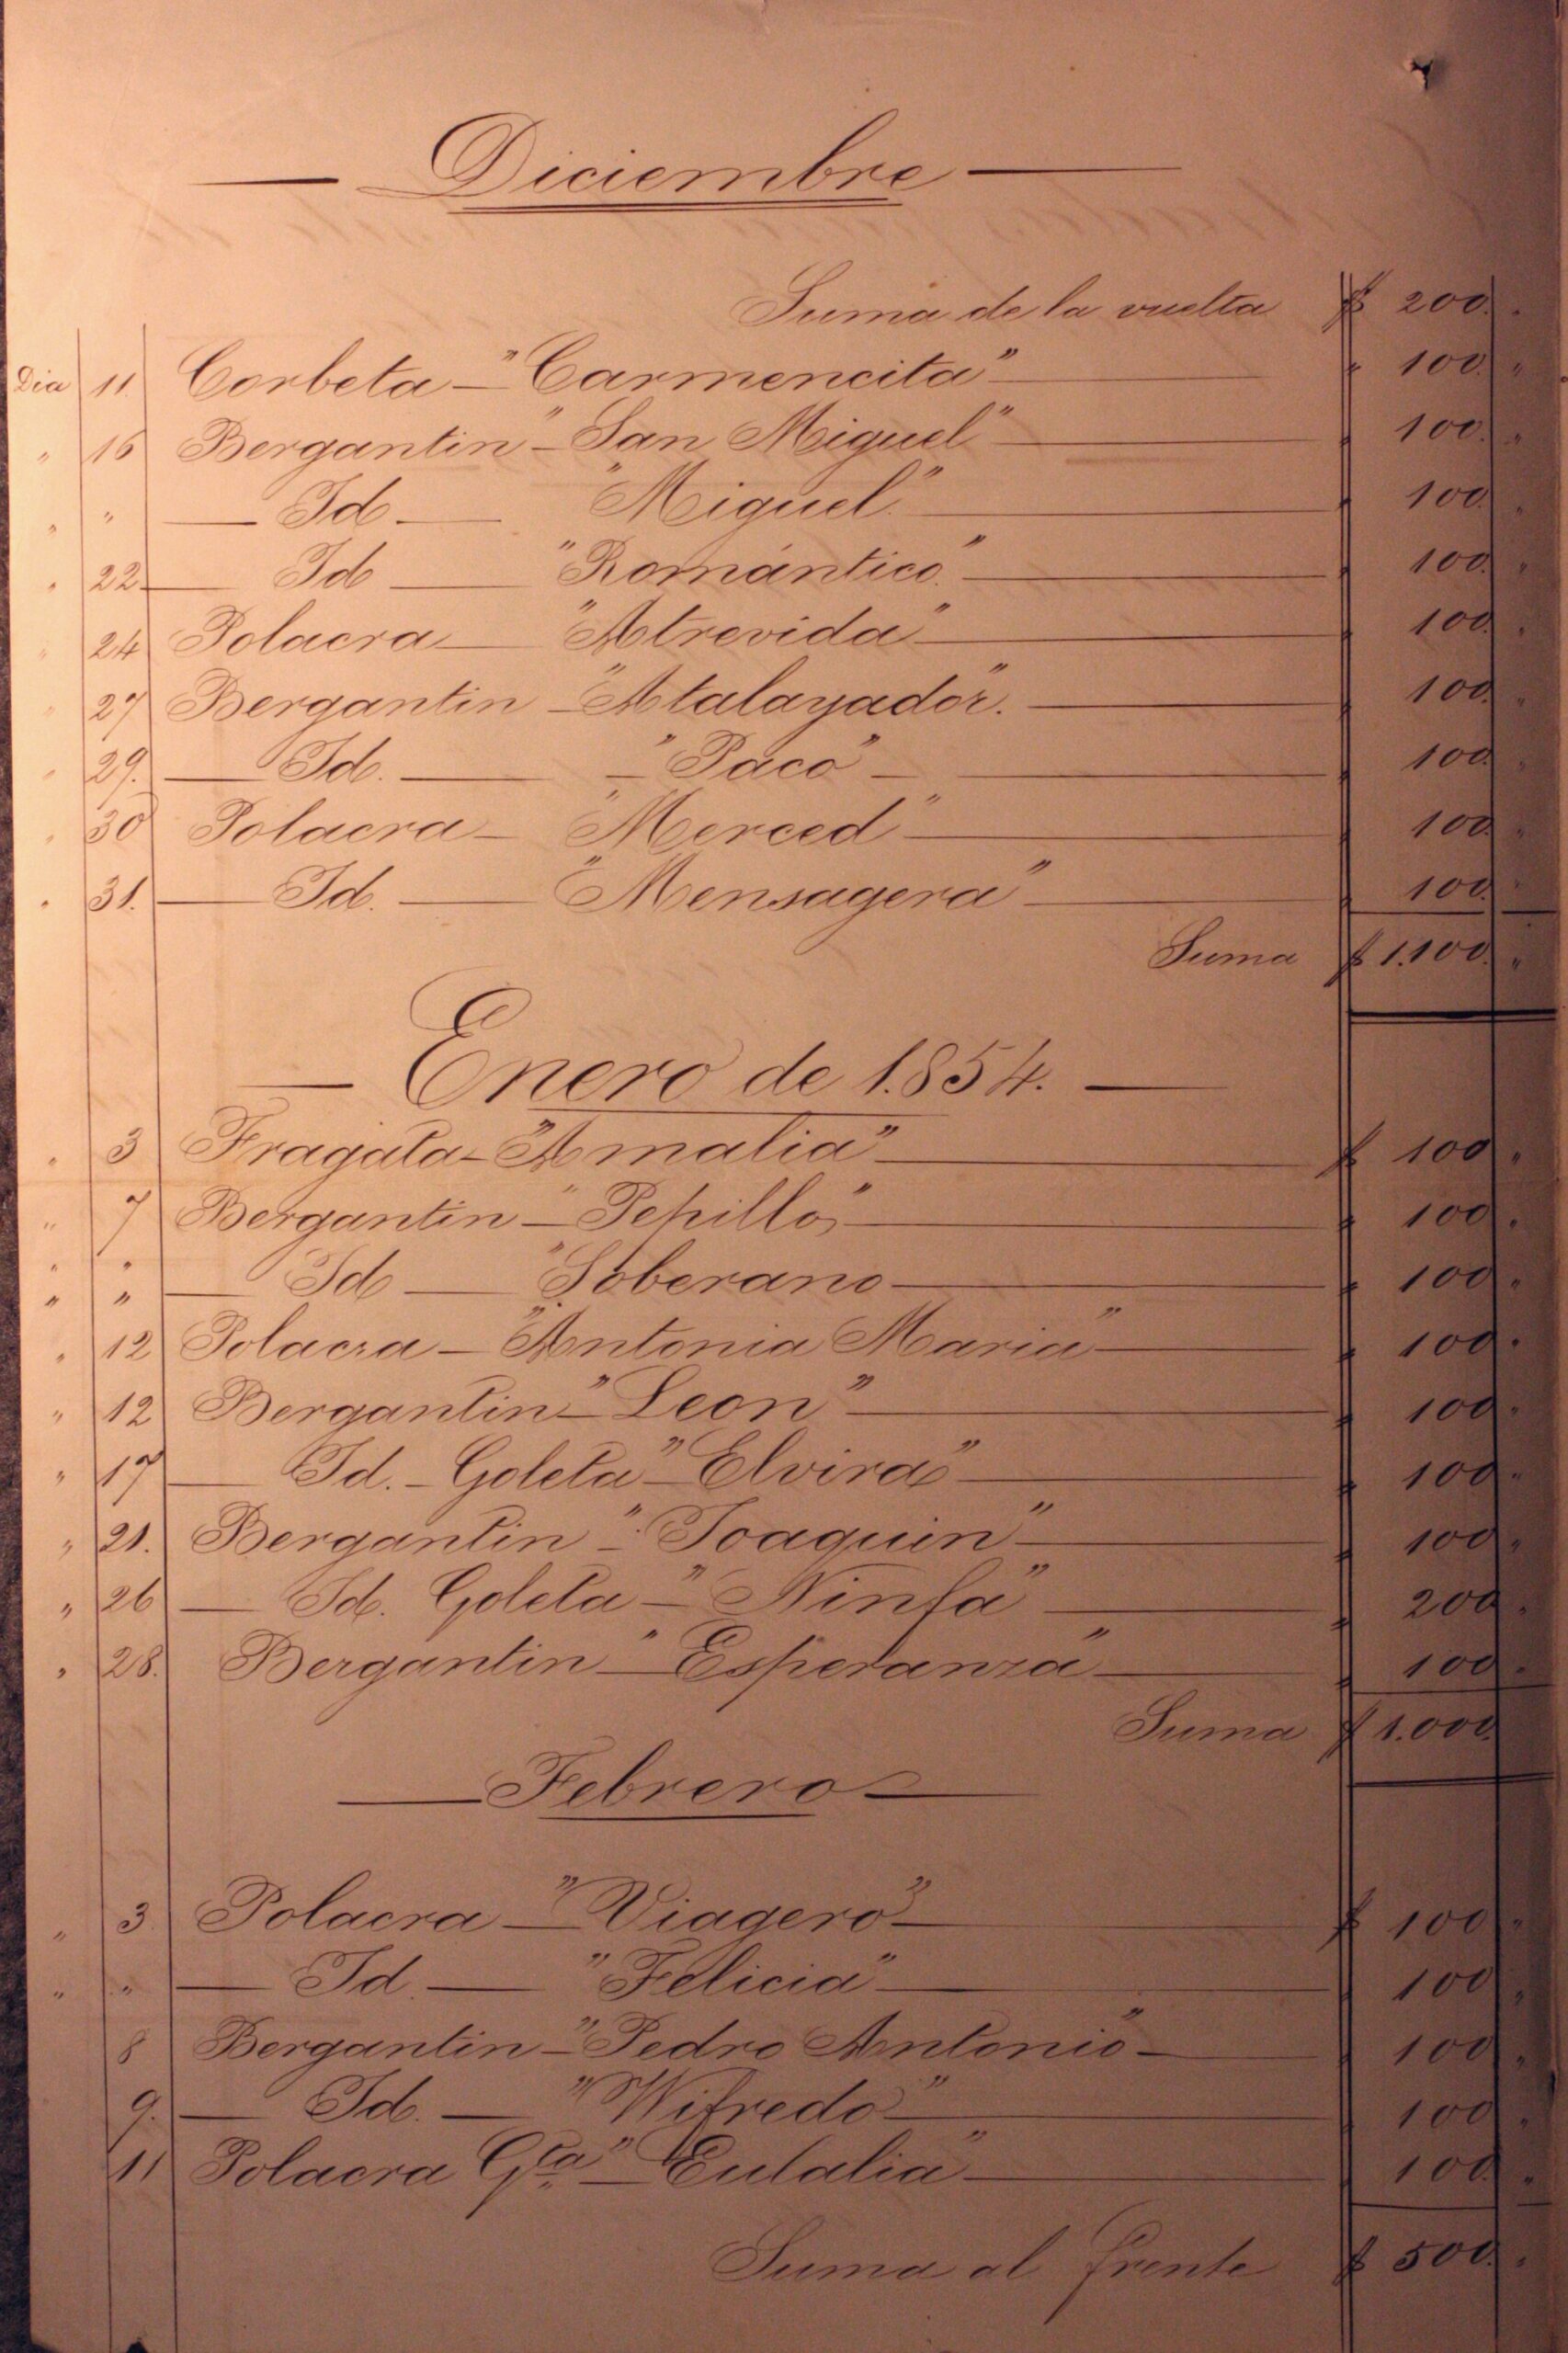 Diciembre
Suma de la vuelta $ 200. "
Dia 11. Corbeta - "Carmencita" " 100. "
" 16 Bergantin - "San Miguel" " 100. "
" " Id. "Miguel" " 100. "
" 22 Id "Romántico." " 100. "
" 24 Polacra "Atrevida" " 100. "
" 27 Bergantin - "Atalayador". " 100. "
" 29. Id. - "Paco" - " 100. "
" 30 Polacra - "Merced" " 100. "
" 31. Id. "Mensagera" " 100. "
Suma $ 1.100. "
Enero de 1.854.
" 3 Fragata - "Amalia" $ 100 "
" 7 Bergantin - "Pepillo" " 100 "
" " Id "Soberano " 100 "
" 12 Polacra - "Antonia Maria" " 100 "
" 12 Bergantin - "Leon" " 100 "
" 17 Id. - Goleta - "Elvira" " 100 "
" 21. Bergantin - "Joaquin" " 100 "
" 26 Id. Goleta - "Ninfa" " 200 "
" 28. Bergantin - "Esperanza" " 100 "
Suma $ 1.000.
Febrero
" 3 Polacra - "Viagero" $ 100 "
" " Id. "Felicia" " 100 "
8 Bergantin - "Pedro Antonio" " 100 "
9. Id. "Wifredo" " 100 "
11 Polacra Gta. - "Eulalia" " 100. "
Suma al frente $ 500. "